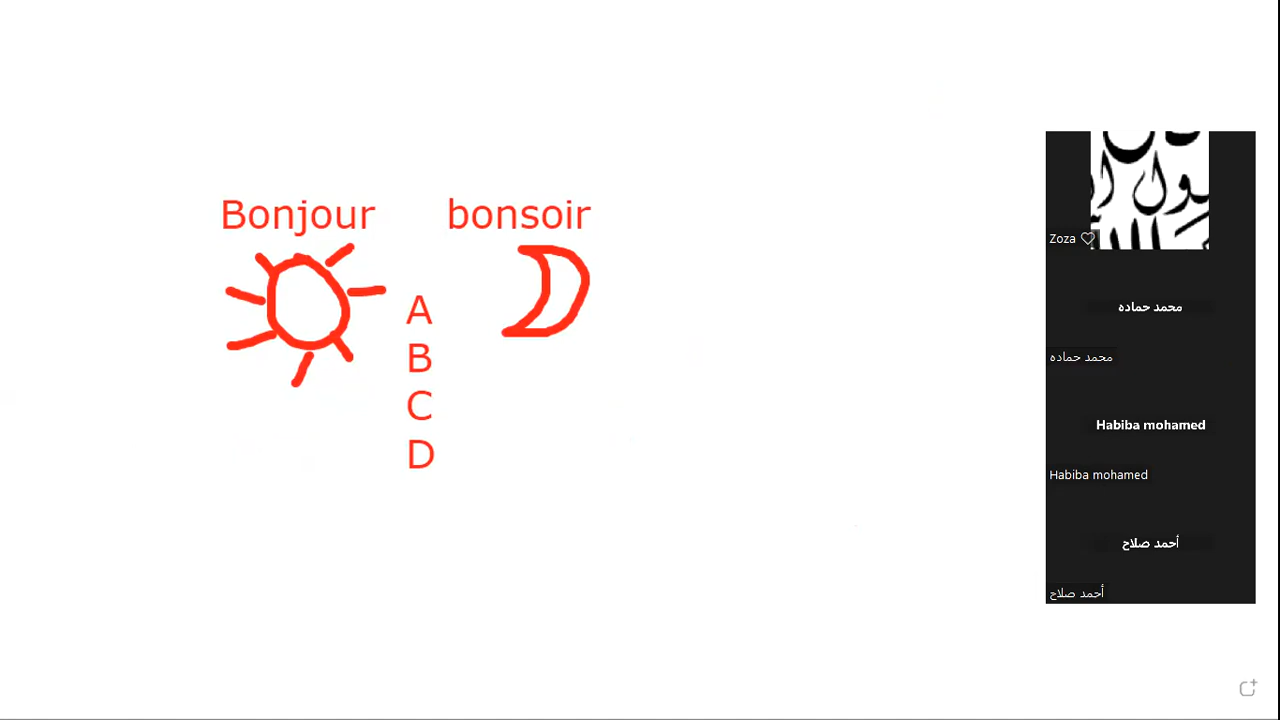 Bonjour bonsoir
A
B
C
D
Zoza ♡
محمد حماده
محمد حماده
Habiba mohamed
Habiba mohamed
أحمد صلاح
أحمد صلاح